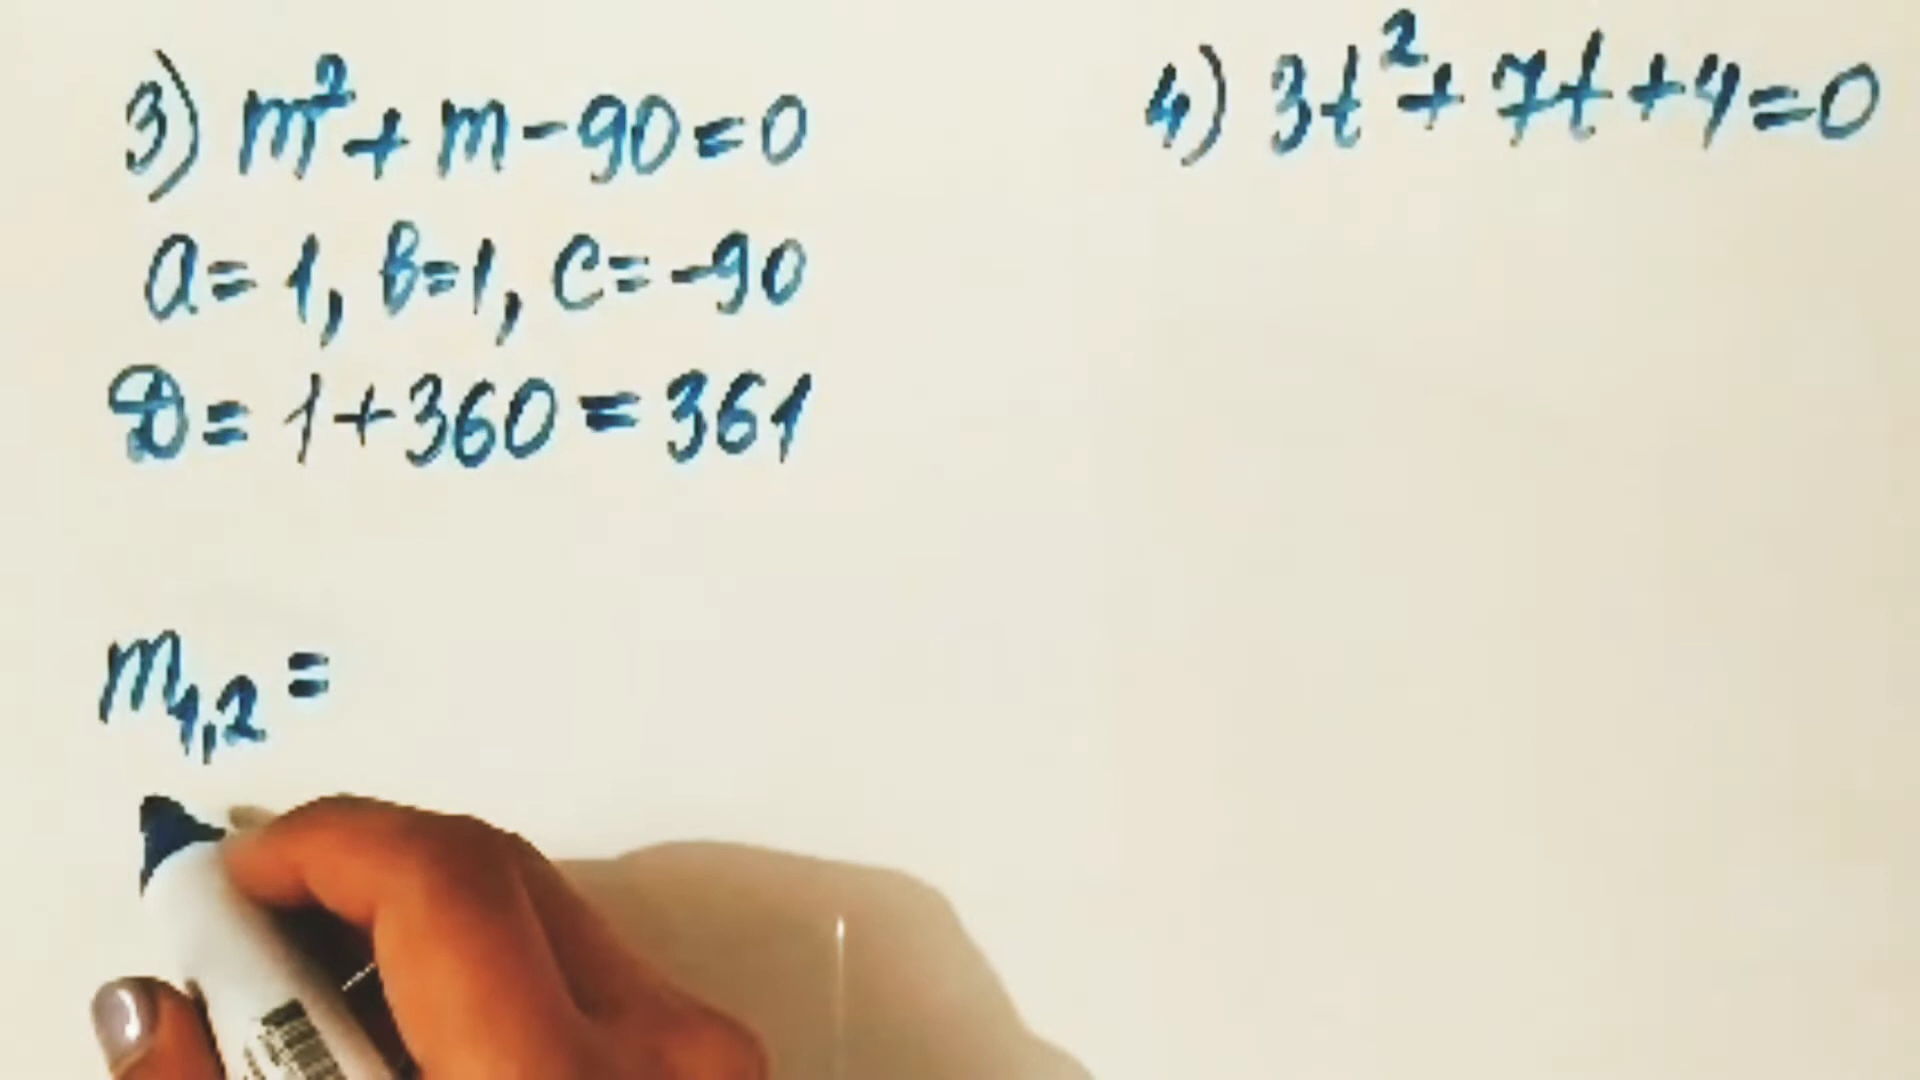 3) m² + m - 90 = 0
a = 1, b = 1, c = -90
D = 1 + 360 = 361
m₁,₂ =
4) 3t² + 7t + 4 = 0